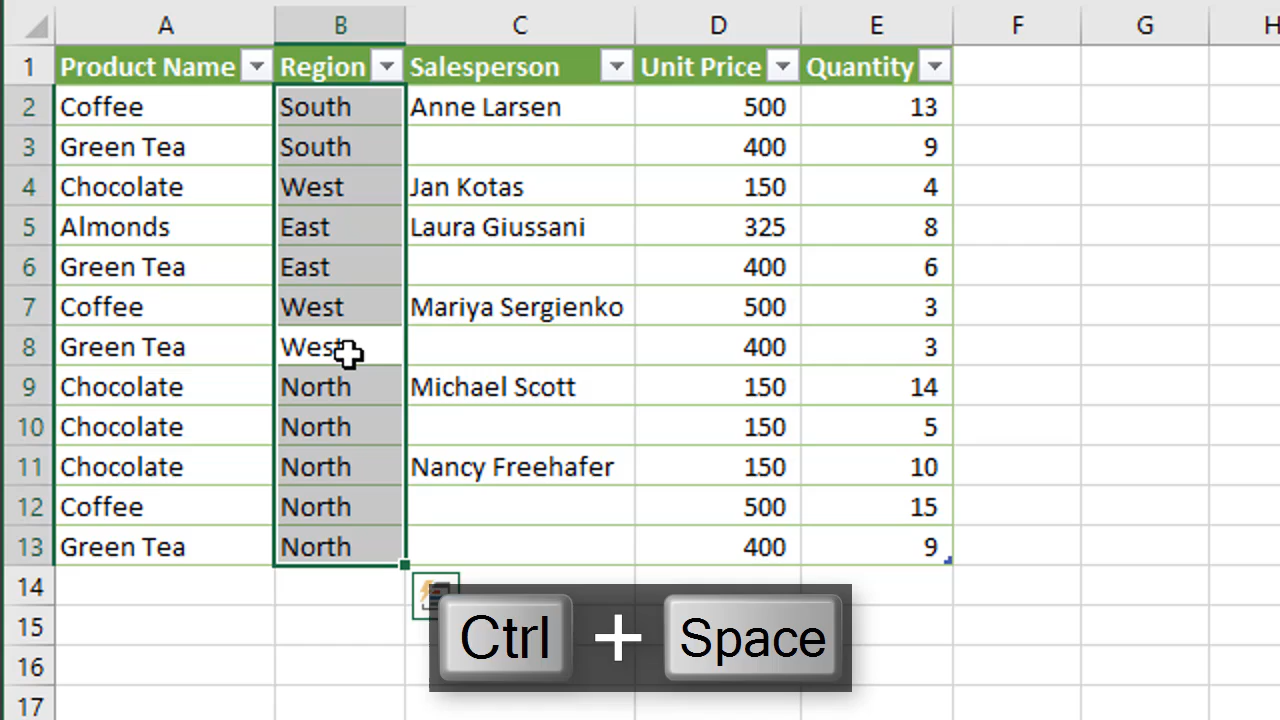 A B C D E F G H
1 Product Name Region Salesperson Unit Price Quantity
2 Coffee South Anne Larsen 500 13
3 Green Tea South 400 9
4 Chocolate West Jan Kotas 150 4
5 Almonds East Laura Giussani 325 8
6 Green Tea East 400 6
7 Coffee West Mariya Sergienko 500 3
8 Green Tea West 400 3
9 Chocolate North Michael Scott 150 14
10 Chocolate North 150 5
11 Chocolate North Nancy Freehafer 150 10
12 Coffee North 500 15
13 Green Tea North 400 9
14
15
16
17
Ctrl + Space